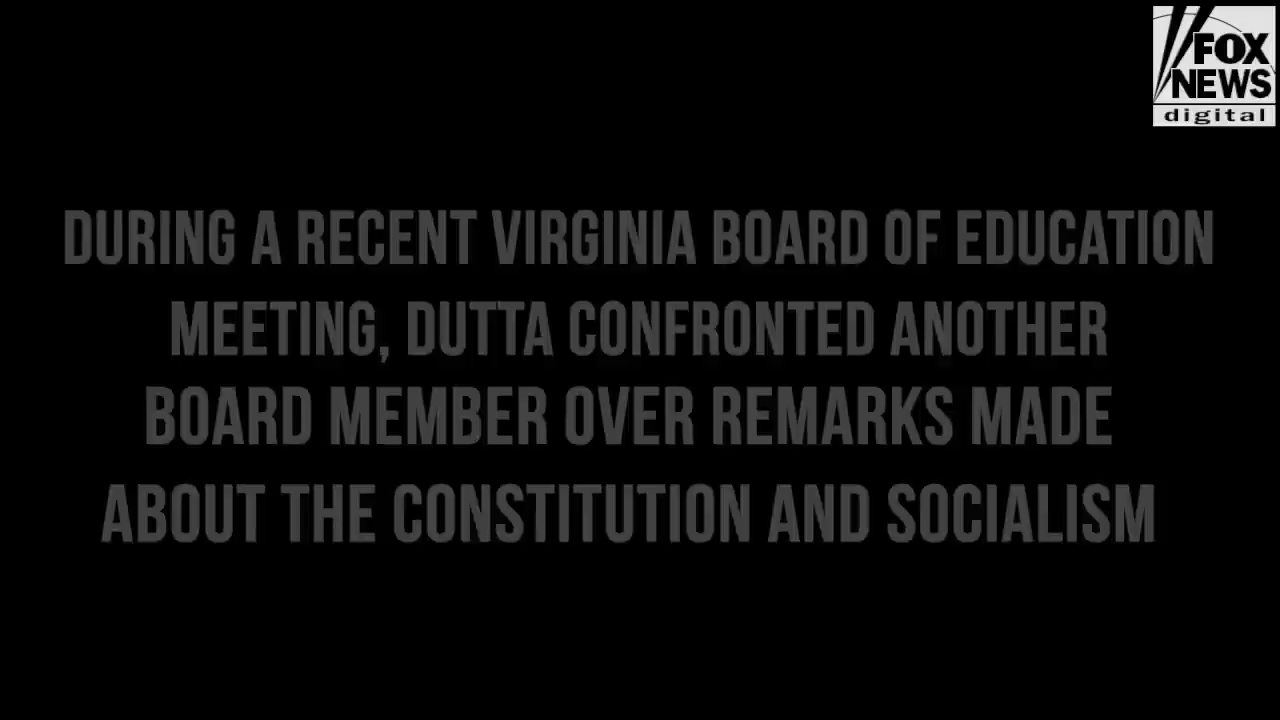 FOX
NEWS
digital
DURING A RECENT VIRGINIA BOARD OF EDUCATION
MEETING, DUTTA CONFRONTED ANOTHER
BOARD MEMBER OVER REMARKS MADE
ABOUT THE CONSTITUTION AND SOCIALISM